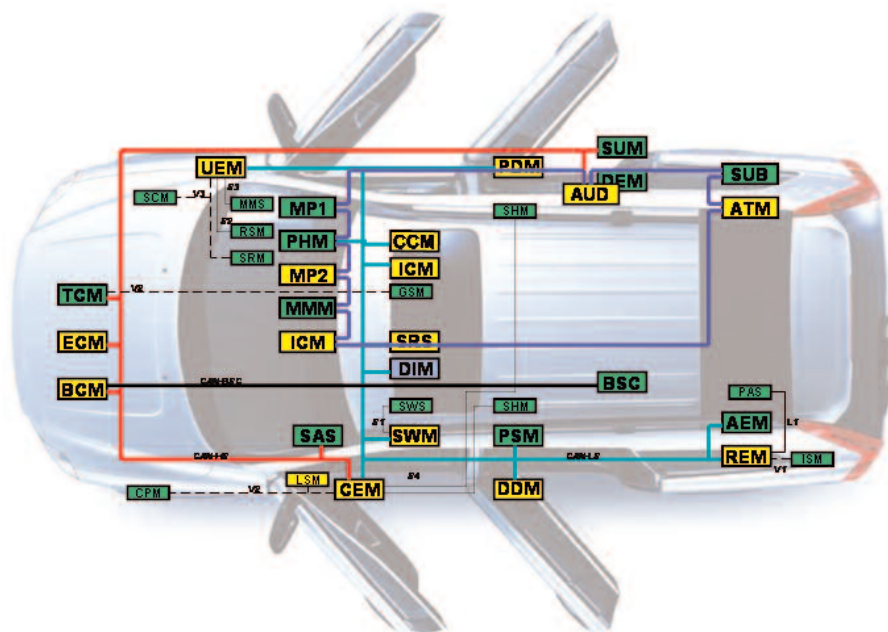 SUM
UEM
PDM
SUB
IDEM
AUD
SCM
V3
S3
MMS
MP1
SHM
ATM
S2
RSM
PHM
CCM
SRM
MP2
ICM
TCM
V2
GSM
MMM
ECM
ICM
SRS
DIM
BCM
CAN-BSC
BSC
PAS
SWS
SHM
S1
AEM
L1
SAS
SWM
PSM
CAN-HS
CAN-LS
REM
ISM
V1
S4
LSM
CPM
V2
CEM
DDM